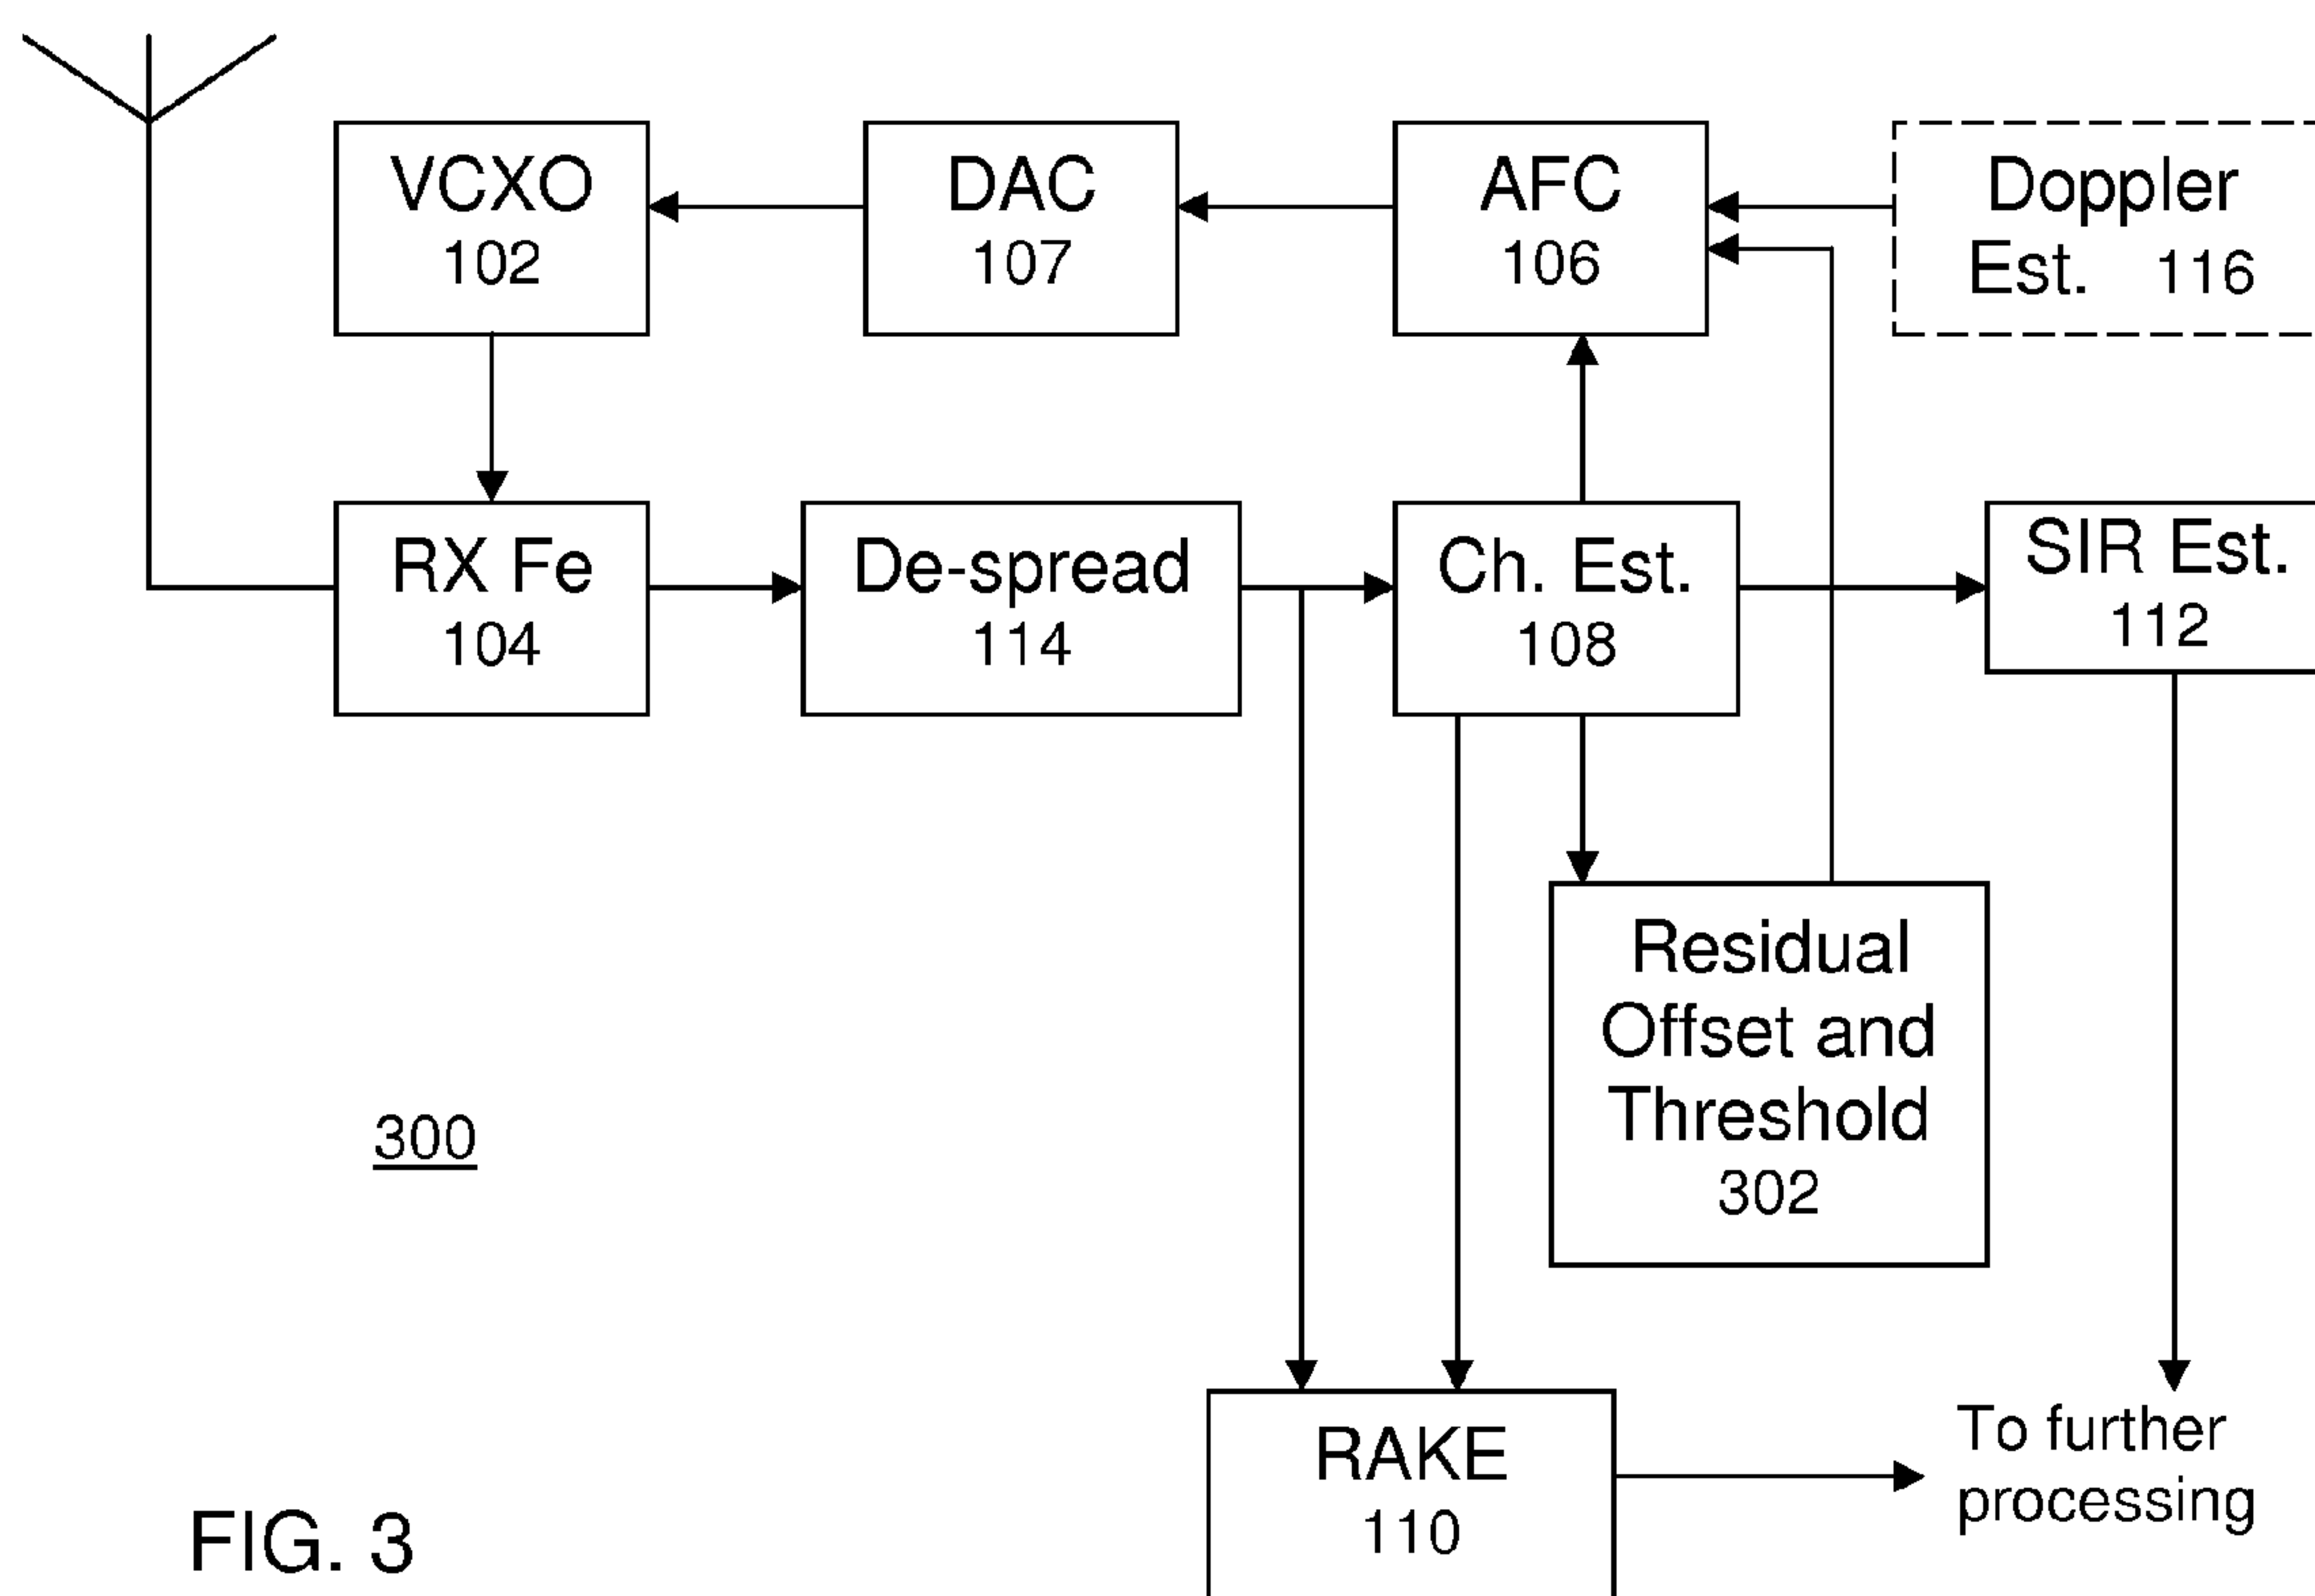 VCXO
102
DAC
107
AFC
106
Doppler
Est. 116
RX Fe
104
De-spread
114
Ch. Est.
108
SIR Est.
112
Residual
Offset and
Threshold
302
300
RAKE
110
To further
processing
FIG. 3